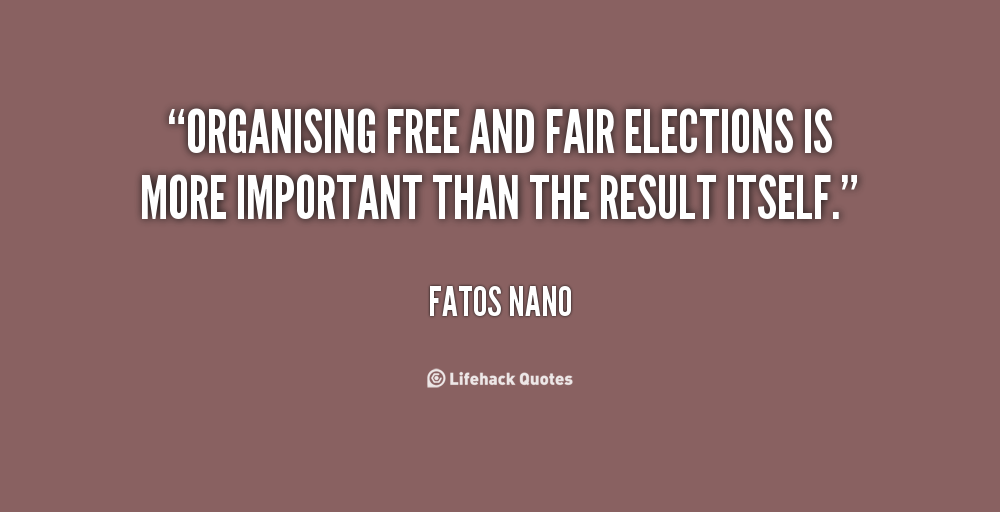 “ORGANISING FREE AND FAIR ELECTIONS IS
MORE IMPORTANT THAN THE RESULT ITSELF.”
FATOS NANO
Lifehack Quotes